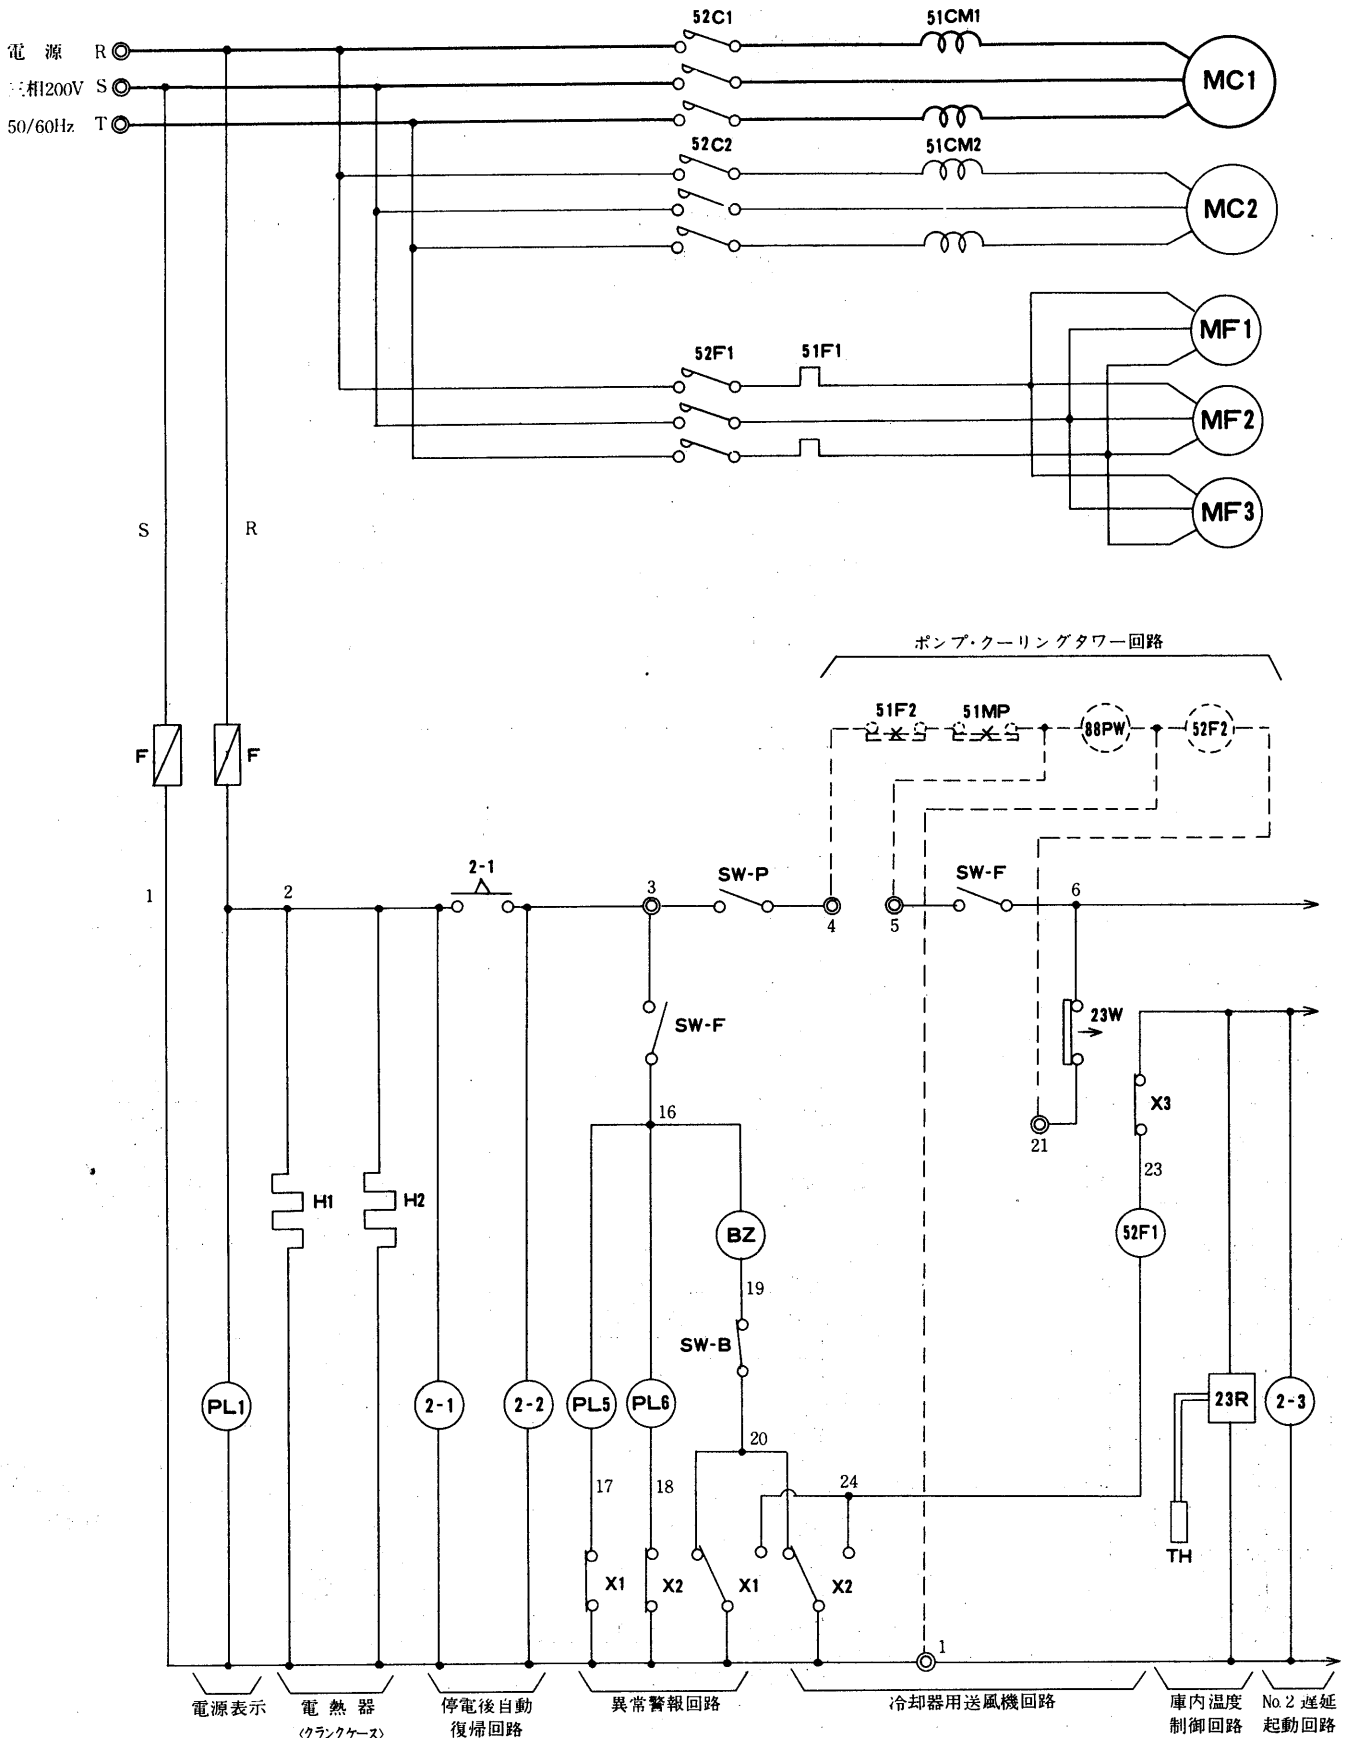 52C1
51CM1
電 源 R
三相200V S
50/60Hz T
MC1
52C2
51CM2
MC2
MF1
52F1
51F1
MF2
MF3
S
R
ポンプ・クーリングタワー回路
51F2
51MP
88PW
52F2
F
F
2-1
SW-P
SW-F
1
2
3
4
5
6
SW-F
23W
X3
16
21
23
H1
H2
BZ
52F1
19
SW-B
PL1
2-1
2-2
PL5
PL6
23R
2-3
20
17
18
24
TH
X1
X2
X1
X2
1
電源表示
電 熱 器
〈クランクケース〉
停電後自動
復帰回路
異常警報回路
冷却器用送風機回路
庫内温度
制御回路
No.2 遅延
起動回路